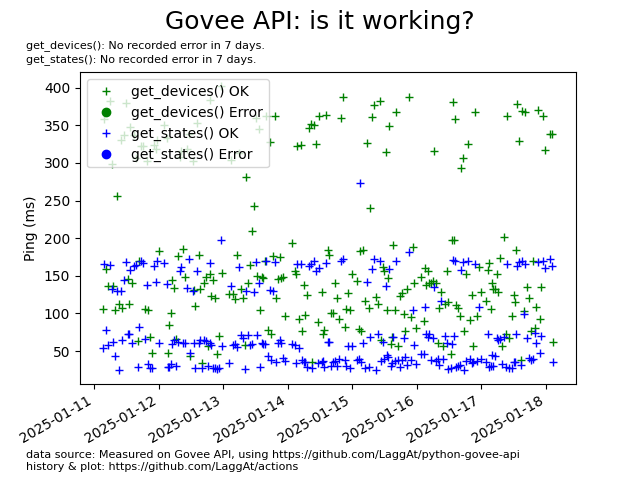 Govee API: is it working?
get_devices(): No recorded error in 7 days.
get_states(): No recorded error in 7 days.
get_devices() OK
get_devices() Error
get_states() OK
get_states() Error
400
350
300
250
200
150
100
50
Ping (ms)
2025-01-11
2025-01-12
2025-01-13
2025-01-14
2025-01-15
2025-01-16
2025-01-17
2025-01-18
data source: Measured on Govee API, using https://github.com/LaggAt/python-govee-api
history & plot: https://github.com/LaggAt/actions